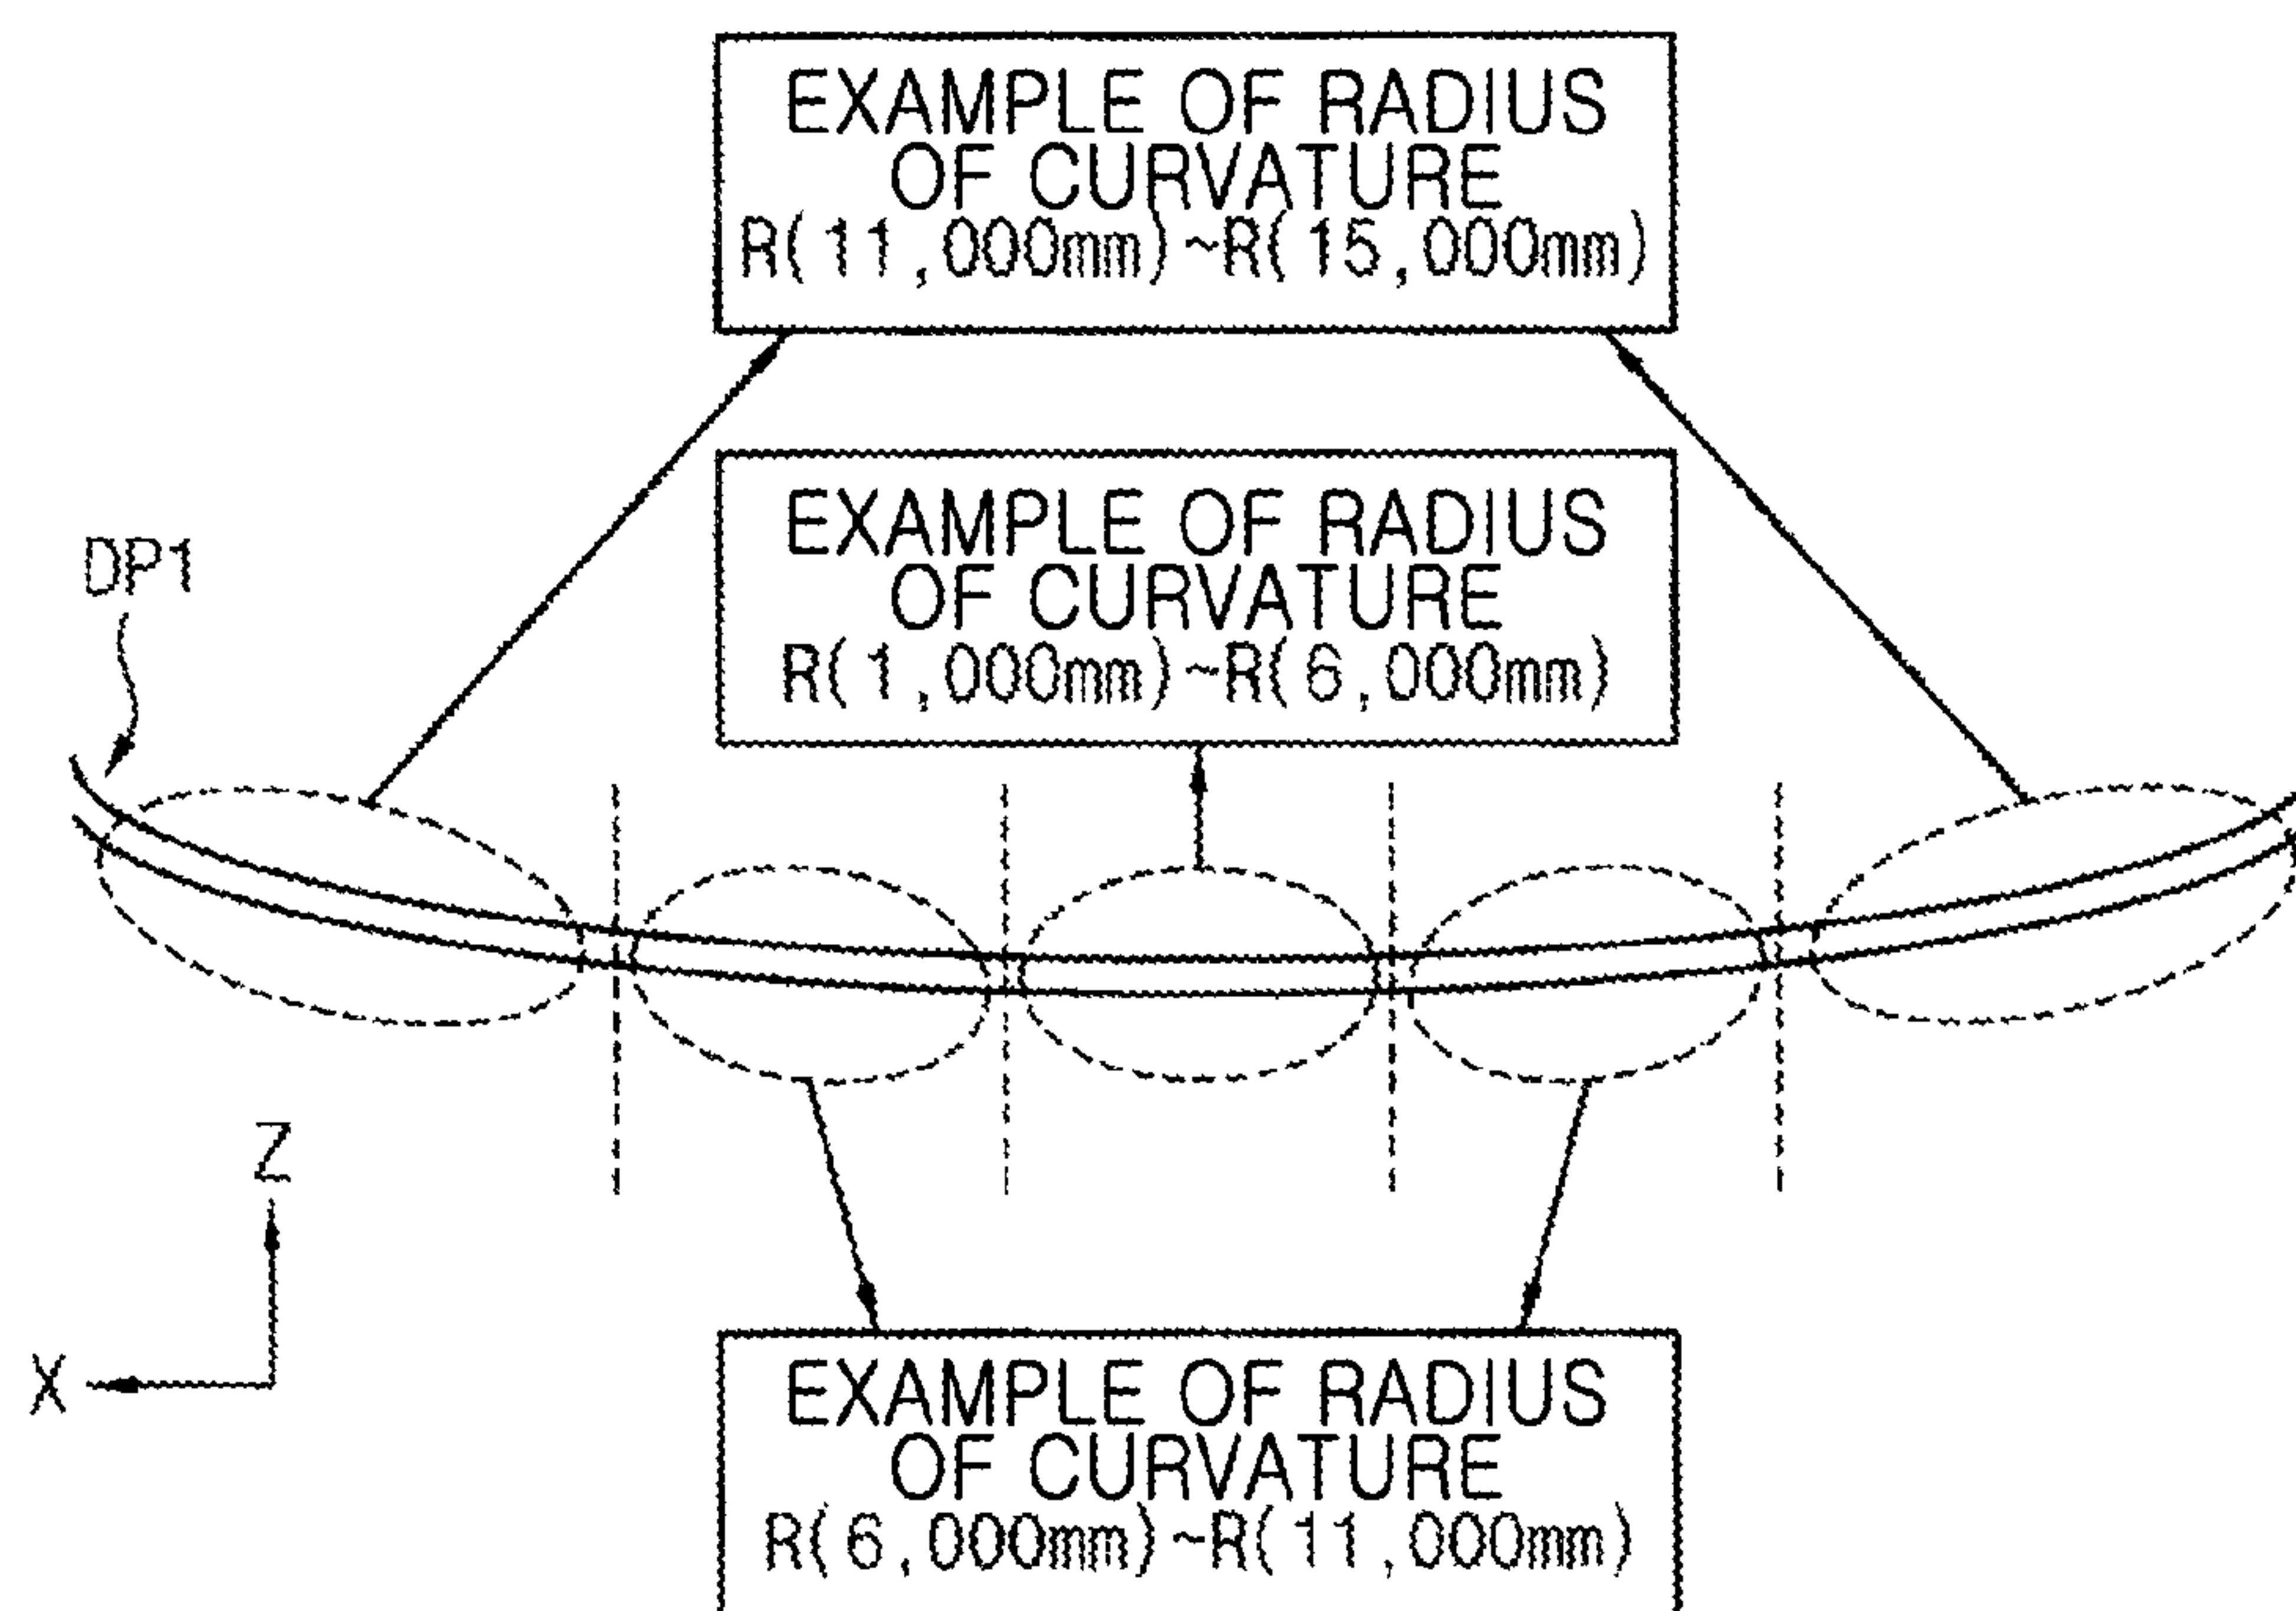 EXAMPLE OF RADIUS
OF CURVATURE
R(11,000mm)~R(15,000mm)
EXAMPLE OF RADIUS
OF CURVATURE
R(1,000mm)~R(6,000mm)
DP1
Z
X
EXAMPLE OF RADIUS
OF CURVATURE
R(6,000mm)~R(11,000mm)